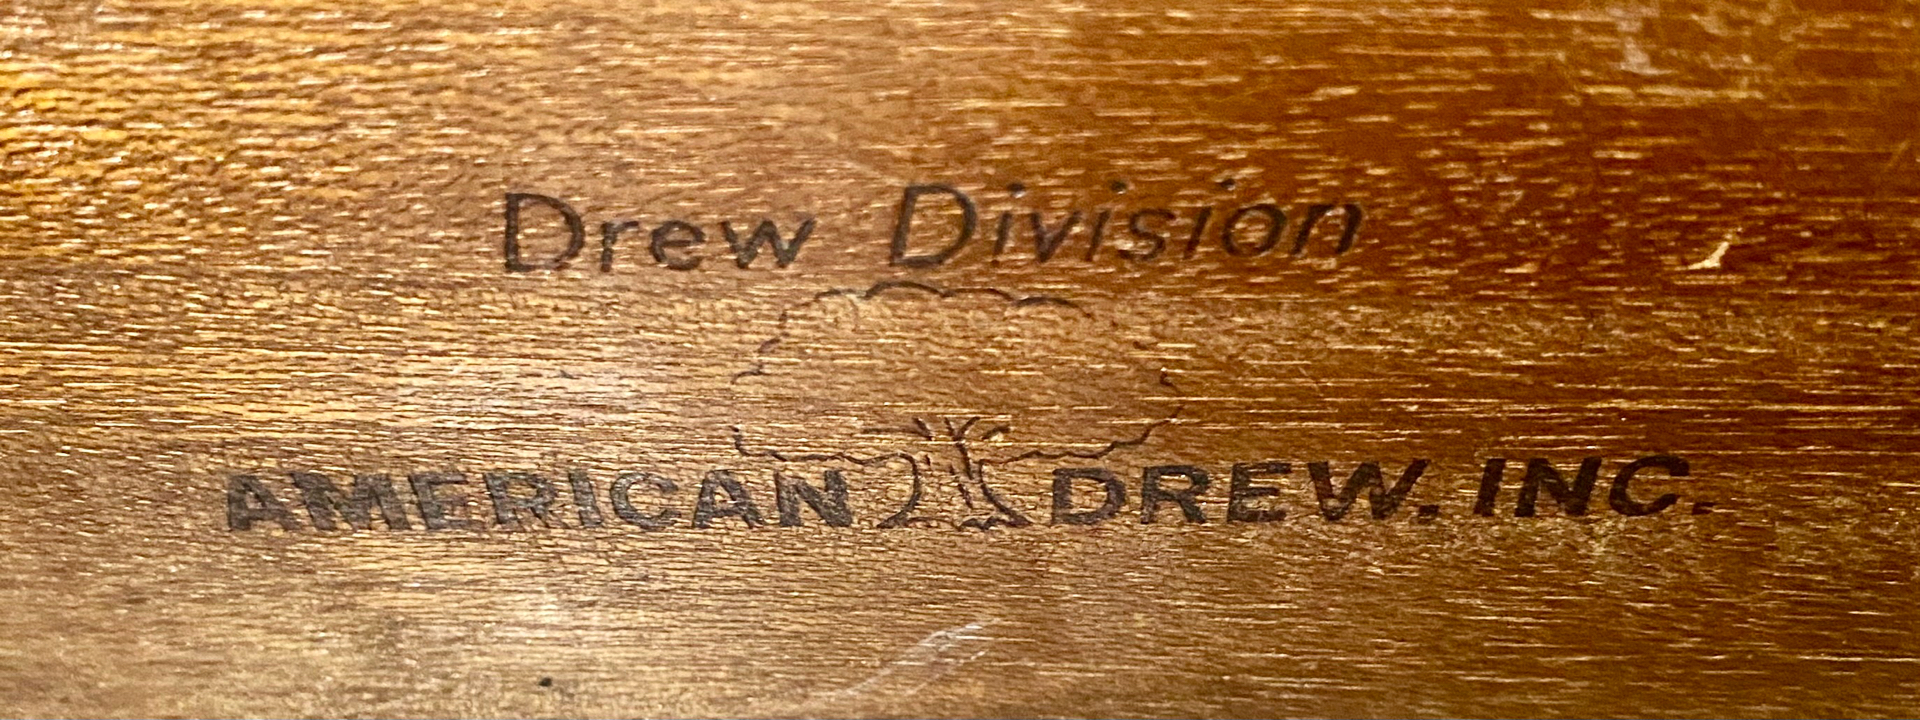 Drew Division
AMERICAN DREW. INC.